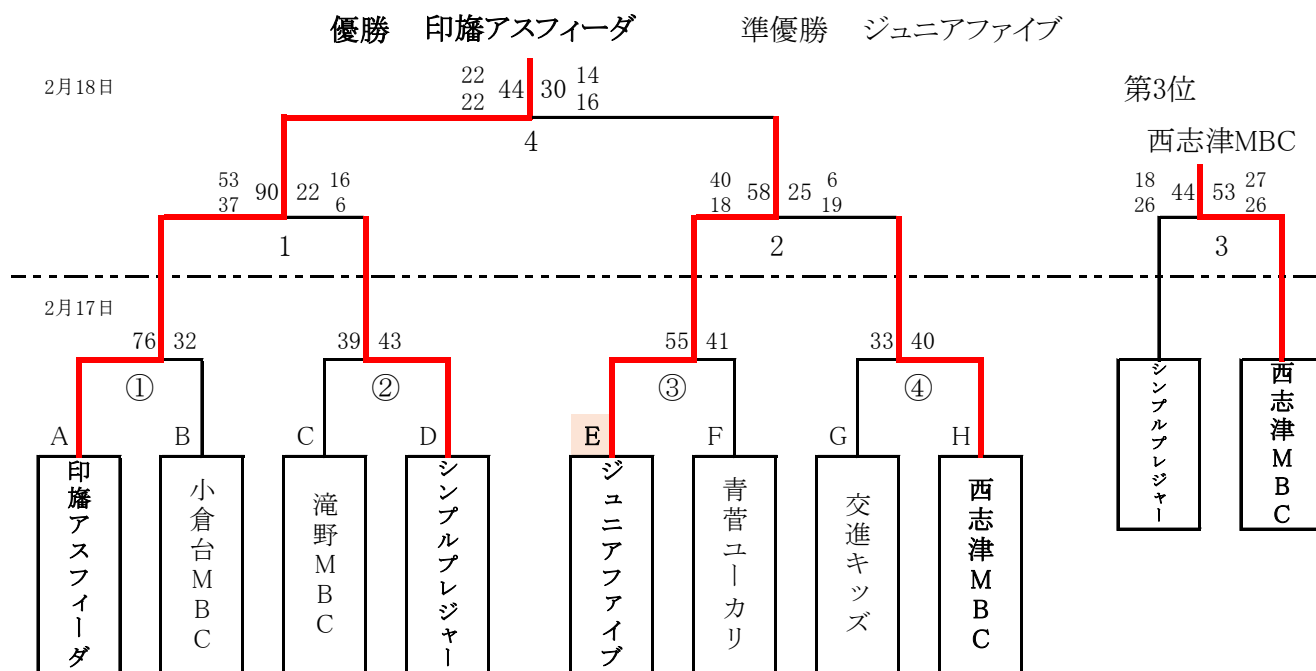 優勝 印旛アスフィーダ 準優勝 ジュニアファイブ
2月18日
22 44 30 14
22 16
4
第3位
西志津MBC
53 90 22 16
37 6
1
40 58 25 6
18 19
2
18 44 53 27
26 26
3
2月17日
76 32
39 43
55 41
33 40
① ② ③ ④
A B C D E F G H
印旛アスフィーダ
小倉台MBC
滝野MBC
シンプルプレジャー
ジュニアファイブ
青菅ユーカリ
交進キッズ
西志津MBC
シンプルプレジャー
西志津MBC